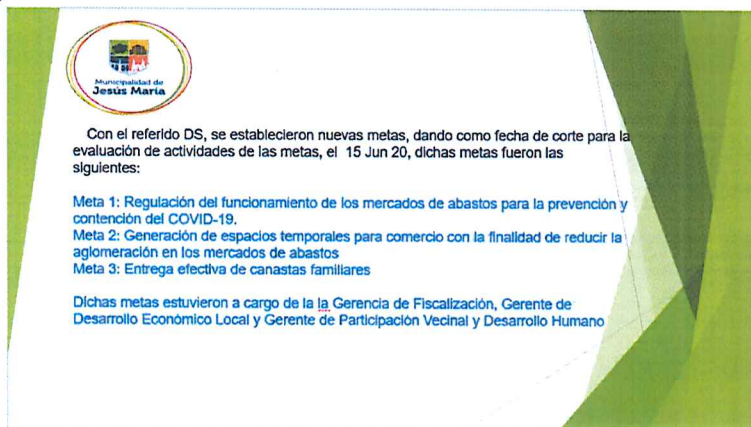 Municipalidad de
Jesús María
Con el referido DS, se establecieron nuevas metas, dando como fecha de corte para la
evaluación de actividades de las metas, el 15 Jun 20, dichas metas fueron las
siguientes:
Meta 1: Regulación del funcionamiento de los mercados de abastos para la prevención y
contención del COVID-19.
Meta 2: Generación de espacios temporales para comercio con la finalidad de reducir la
aglomeración en los mercados de abastos
Meta 3: Entrega efectiva de canastas familiares
Dichas metas estuvieron a cargo de la la Gerencia de Fiscalización, Gerente de
Desarrollo Económico Local y Gerente de Participación Vecinal y Desarrollo Humano